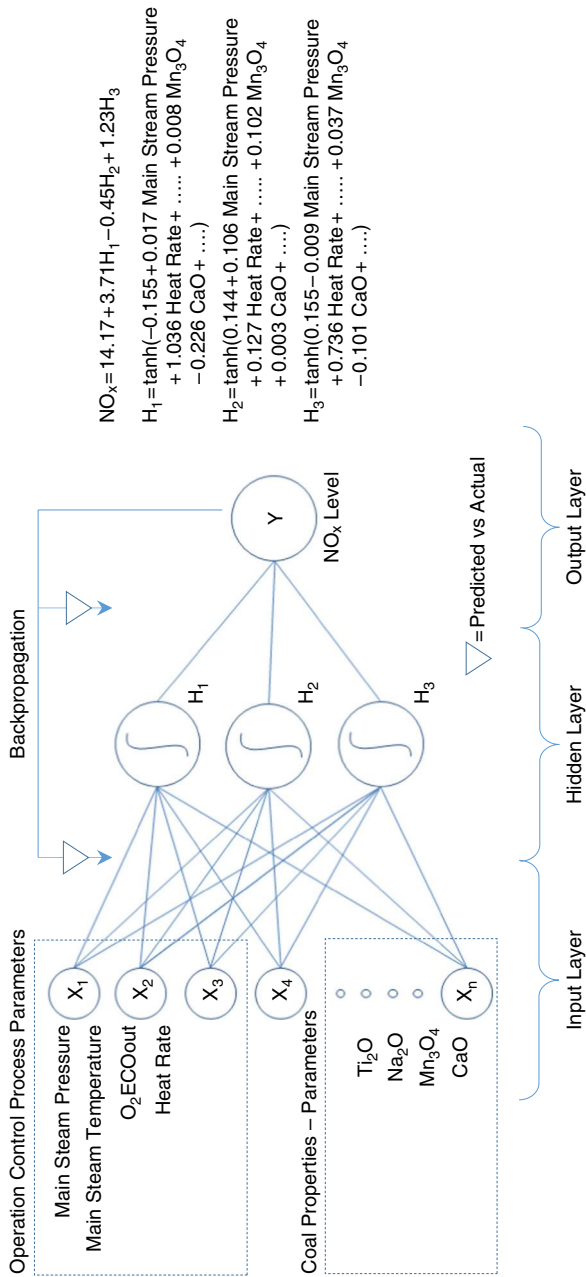 Backpropagation
Operation Control Process Parameters
Main Steam Pressure
Main Steam Temperature
O₂ECOout
Heat Rate
X₁
X₂
X₃
X₄
Coal Properties – Parameters
Ti₂O
Na₂O
Mn₃O₄
CaO
Xₙ
H₁
H₂
H₃
Y
NOₓ Level
=Predicted vs Actual
Input Layer
Hidden Layer
Output Layer
NOₓ=14.17+3.71H₁−0.45H₂+1.23H₃
H₁=tanh(−0.155+0.017 Main Stream Pressure
+1.036 Heat Rate+ ..... +0.008 Mn₃O₄
−0.226 CaO+ ....)
H₂=tanh(0.144+0.106 Main Stream Pressure
+0.127 Heat Rate+ ..... +0.102 Mn₃O₄
+0.003 CaO+ ....)
H₃=tanh(0.155−0.009 Main Stream Pressure
+0.736 Heat Rate+ ..... +0.037 Mn₃O₄
−0.101 CaO+ ....)